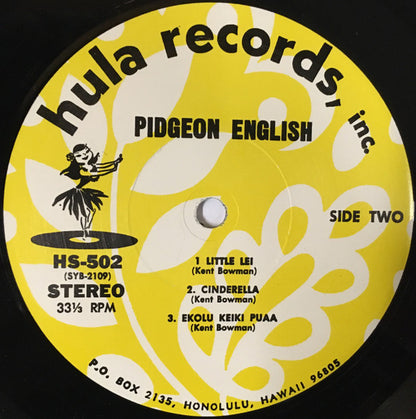 hula records, inc.
PIDGEON ENGLISH
SIDE TWO
HS-502
(SYB-2109)
STEREO
33⅓ RPM
1 LITTLE LEI
(Kent Bowman)
2. CINDERELLA
(Kent Bowman)
3. EKOLU KEIKI PUAA
(Kent Bowman)
P.O. BOX 2135, HONOLULU, HAWAII 96805